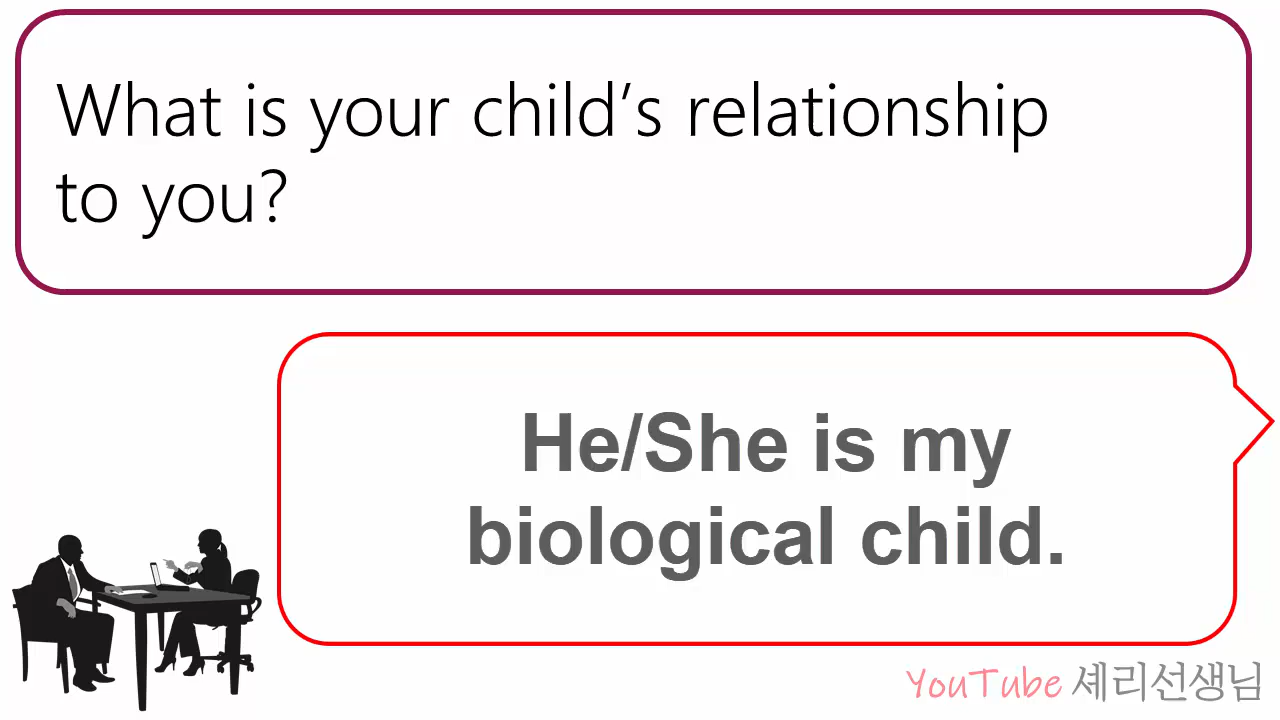 What is your child’s relationship
to you?
He/She is my
biological child.
YouTube 셰리선생님